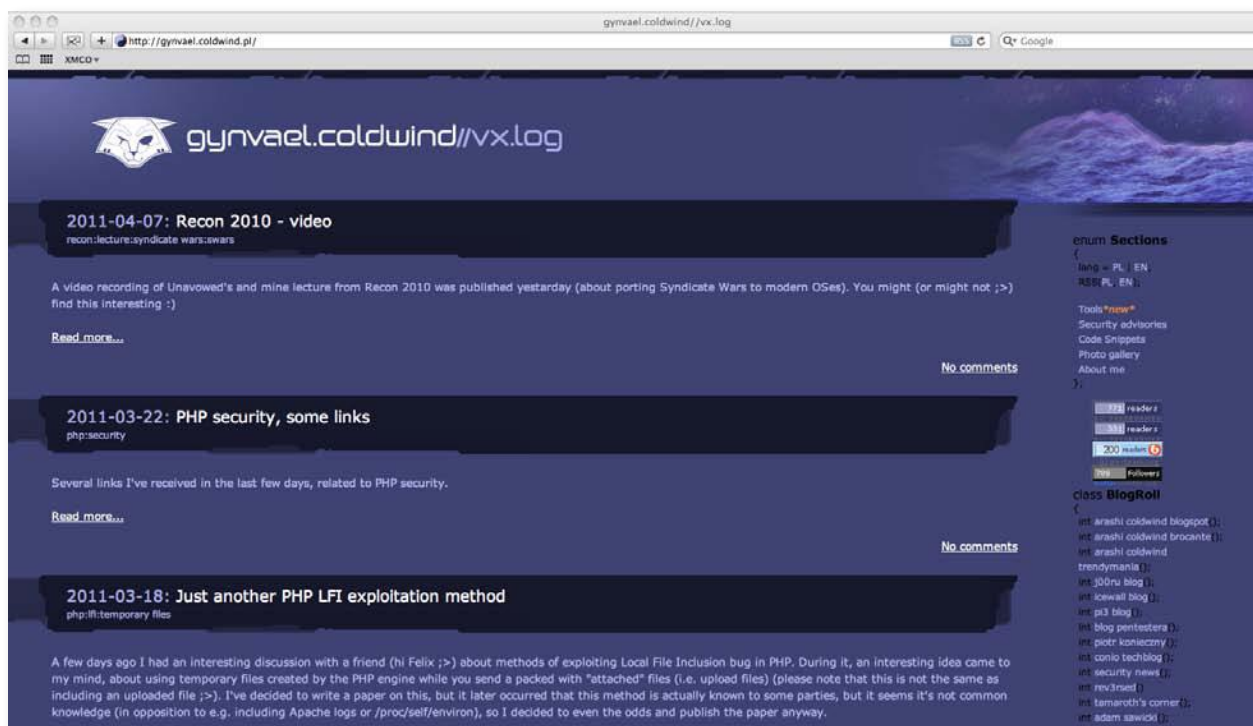 gynvael.coldwind//vx.log
http://gynvael.coldwind.pl/
RSS
Google
XMCO
gynvael.coldwind//vx.log
2011-04-07: Recon 2010 - video
recon:lecture:syndicate wars:swars
A video recording of Unavowed's and mine lecture from Recon 2010 was published yestarday (about porting Syndicate Wars to modern OSes). You might (or might not ;>)
find this interesting :)
Read more...
No comments
2011-03-22: PHP security, some links
php:security
Several links I've received in the last few days, related to PHP security.
Read more...
No comments
2011-03-18: Just another PHP LFI exploitation method
php:lfi:temporary files
A few days ago I had an interesting discussion with a friend (hi Felix ;>) about methods of exploiting Local File Inclusion bug in PHP. During it, an interesting idea came to
my mind, about using temporary files created by the PHP engine while you send a packed with "attached" files (i.e. upload files) (please note that this is not the same as
including an uploaded file ;>). I've decided to write a paper on this, but it later occurred that this method is actually known to some parties, but it seems it's not common
knowledge (in opposition to e.g. including Apache logs or /proc/self/environ), so I decided to even the odds and publish the paper anyway.
enum Sections
{
lang = PL | EN;
RSS(PL, EN);
Tools*new*
Security advisories
Code Snippets
Photo gallery
About me
};
readers
readers
200 readers
Followers
class BlogRoll
{
int arashi coldwind blogspot();
int arashi coldwind brocante();
int arashi coldwind
trendymania();
int j00ru blog();
int icewall blog();
int pi3 blog();
int blog pentestera();
int piotr konieczny();
int conio techblog();
int security news();
int rev3rsed()
int tamaroth's corner();
int adam sawicki();